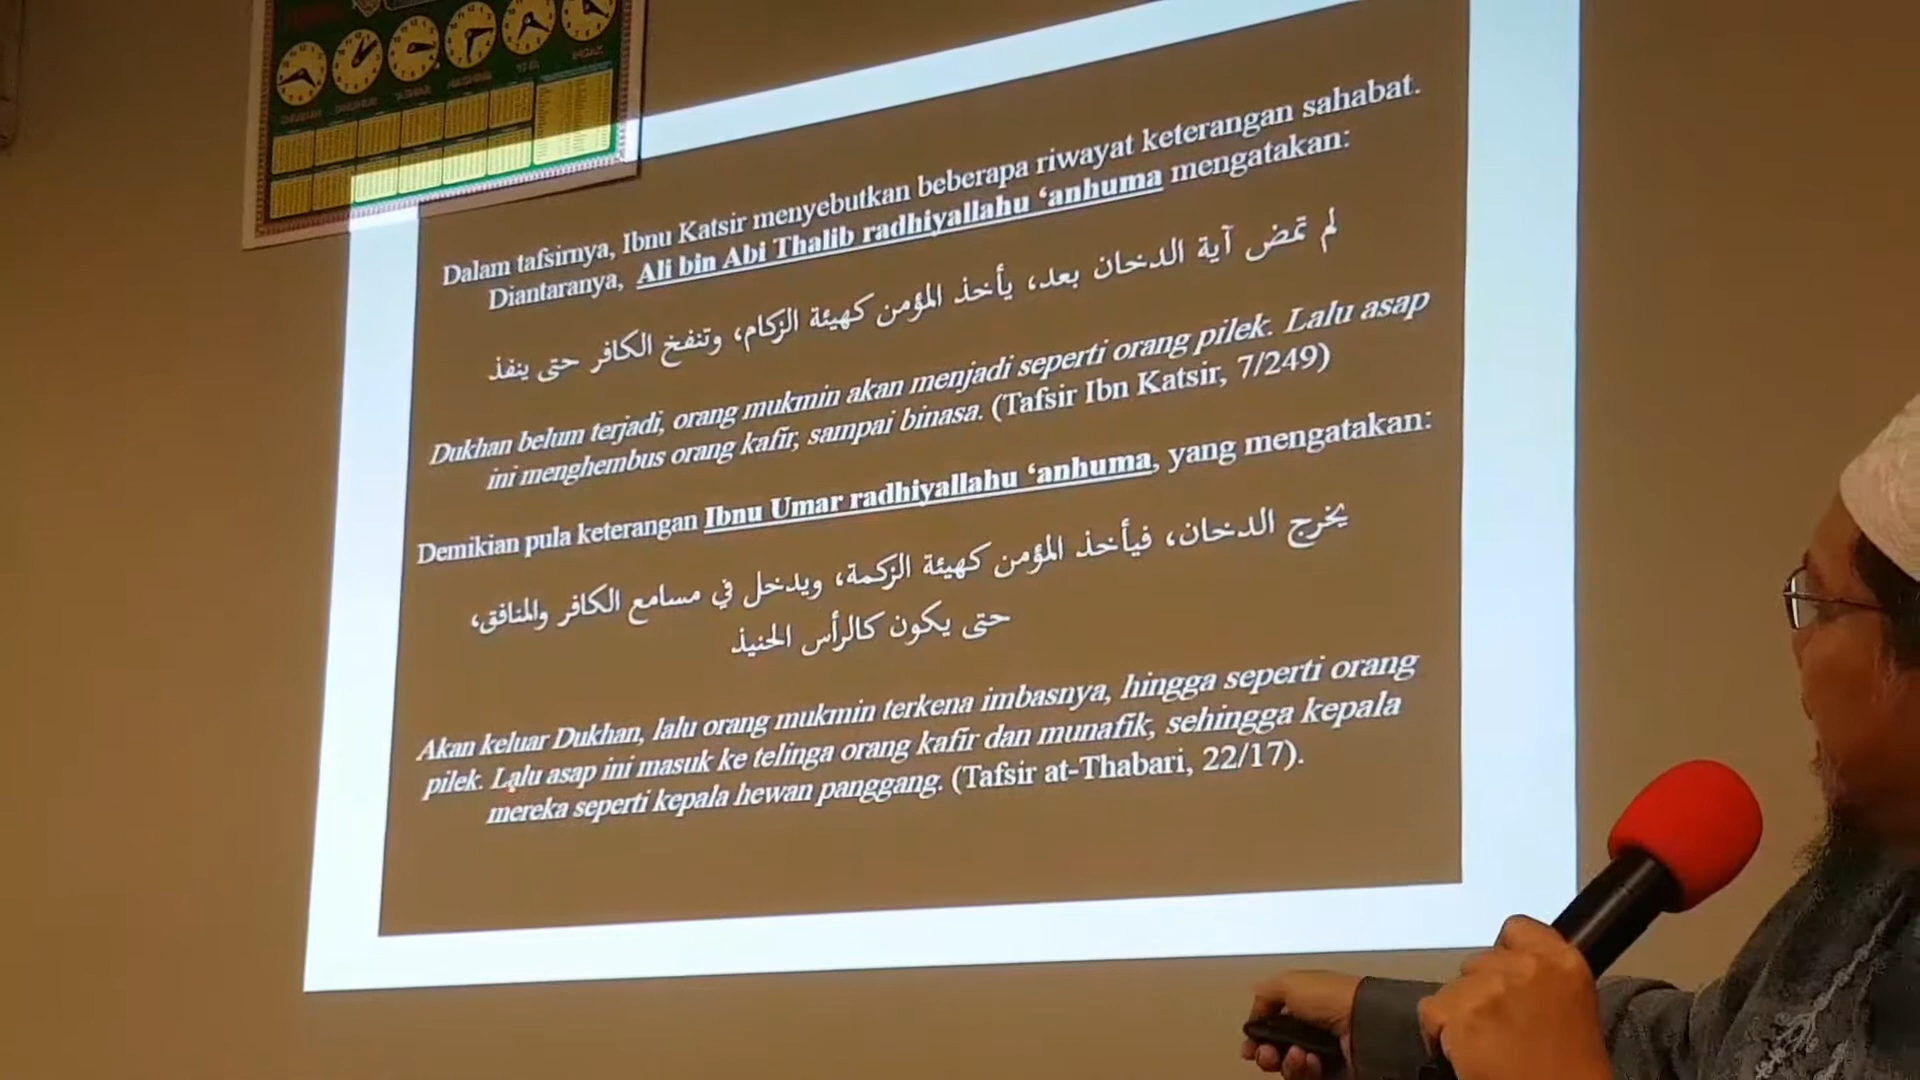 Dalam tafsirnya, Ibnu Katsir menyebutkan beberapa riwayat keterangan sahabat.
Diantaranya, Ali bin Abi Thalib radhiyallahu ‘anhuma mengatakan:
لم تمض آية الدخان بعد، يأخذ المؤمن كهيئة الزكام، وتنفخ الكافر حتى ينفذ
Dukhan belum terjadi, orang mukmin akan menjadi seperti orang pilek. Lalu asap
ini menghembus orang kafir, sampai binasa. (Tafsir Ibn Katsir, 7/249)
Demikian pula keterangan Ibnu Umar radhiyallahu ‘anhuma, yang mengatakan:
يخرج الدخان، فيأخذ المؤمن كهيئة الزكمة، ويدخل في مسامع الكافر والمنافق،
حتى يكون كالرأس الحنيذ
Akan keluar Dukhan, lalu orang mukmin terkena imbasnya, hingga seperti orang
pilek. Lalu asap ini masuk ke telinga orang kafir dan munafik, sehingga kepala
mereka seperti kepala hewan panggang. (Tafsir at-Thabari, 22/17).